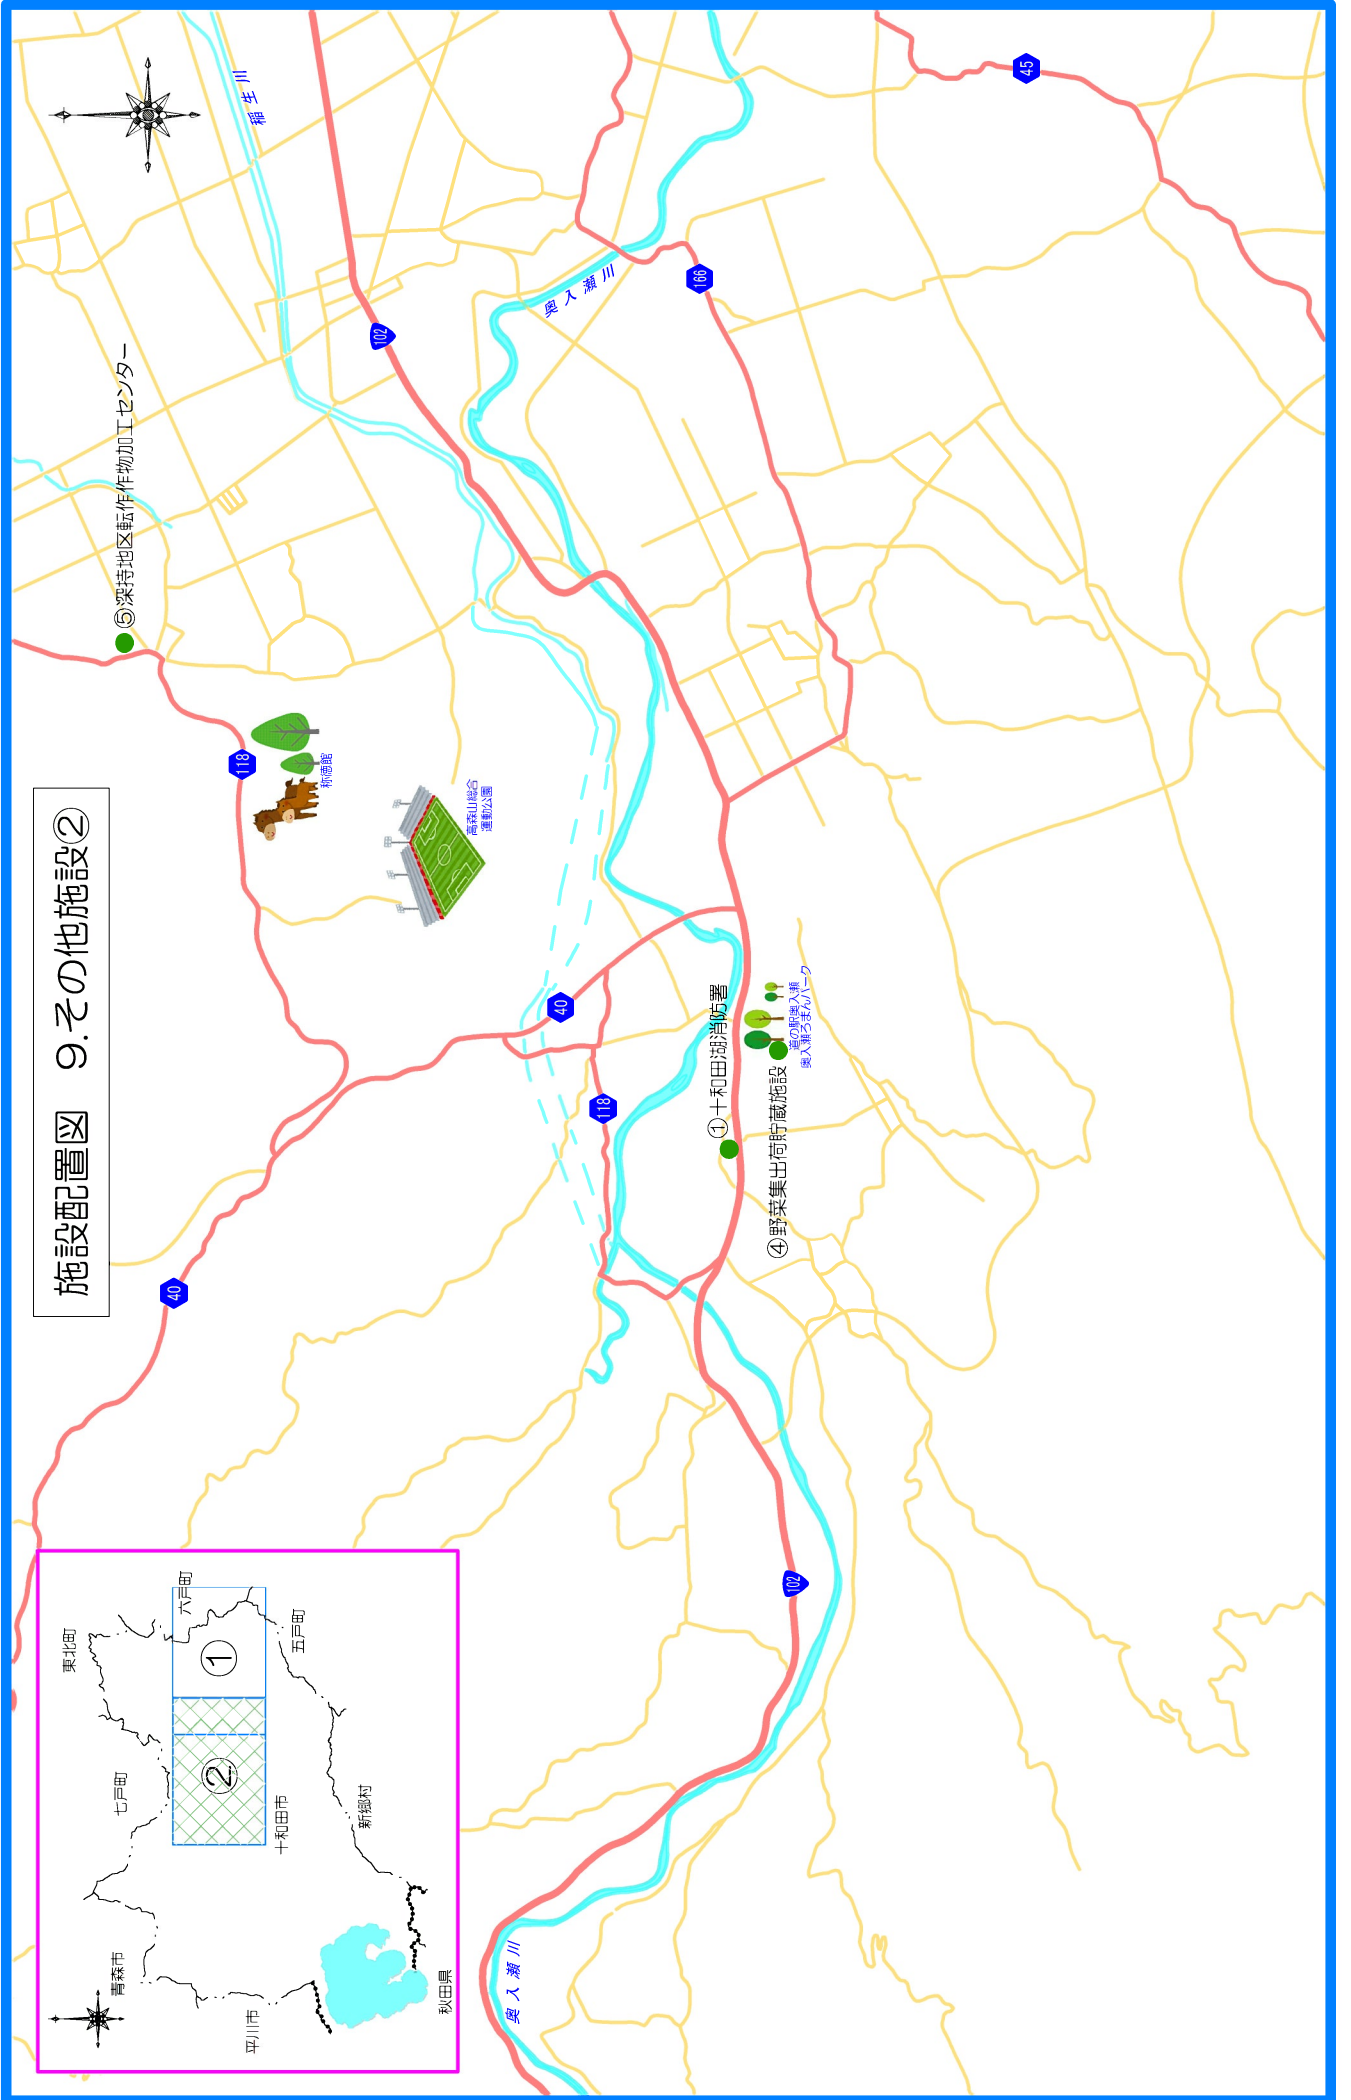 施設配置図 9.その他施設②
稲生川
102
奥入瀬川
166
45
⑤深持地区転作作物加工センター
118
称徳館
高森山総合
運動公園
40
118
40
①十和田湖消防署
道の駅奥入瀬
奥入瀬ろまんパーク
④野菜集出荷貯蔵施設
102
奥入瀬川
東北町
六戸町
①
五戸町
七戸町
②
十和田市
新郷村
青森市
平川市
秋田県